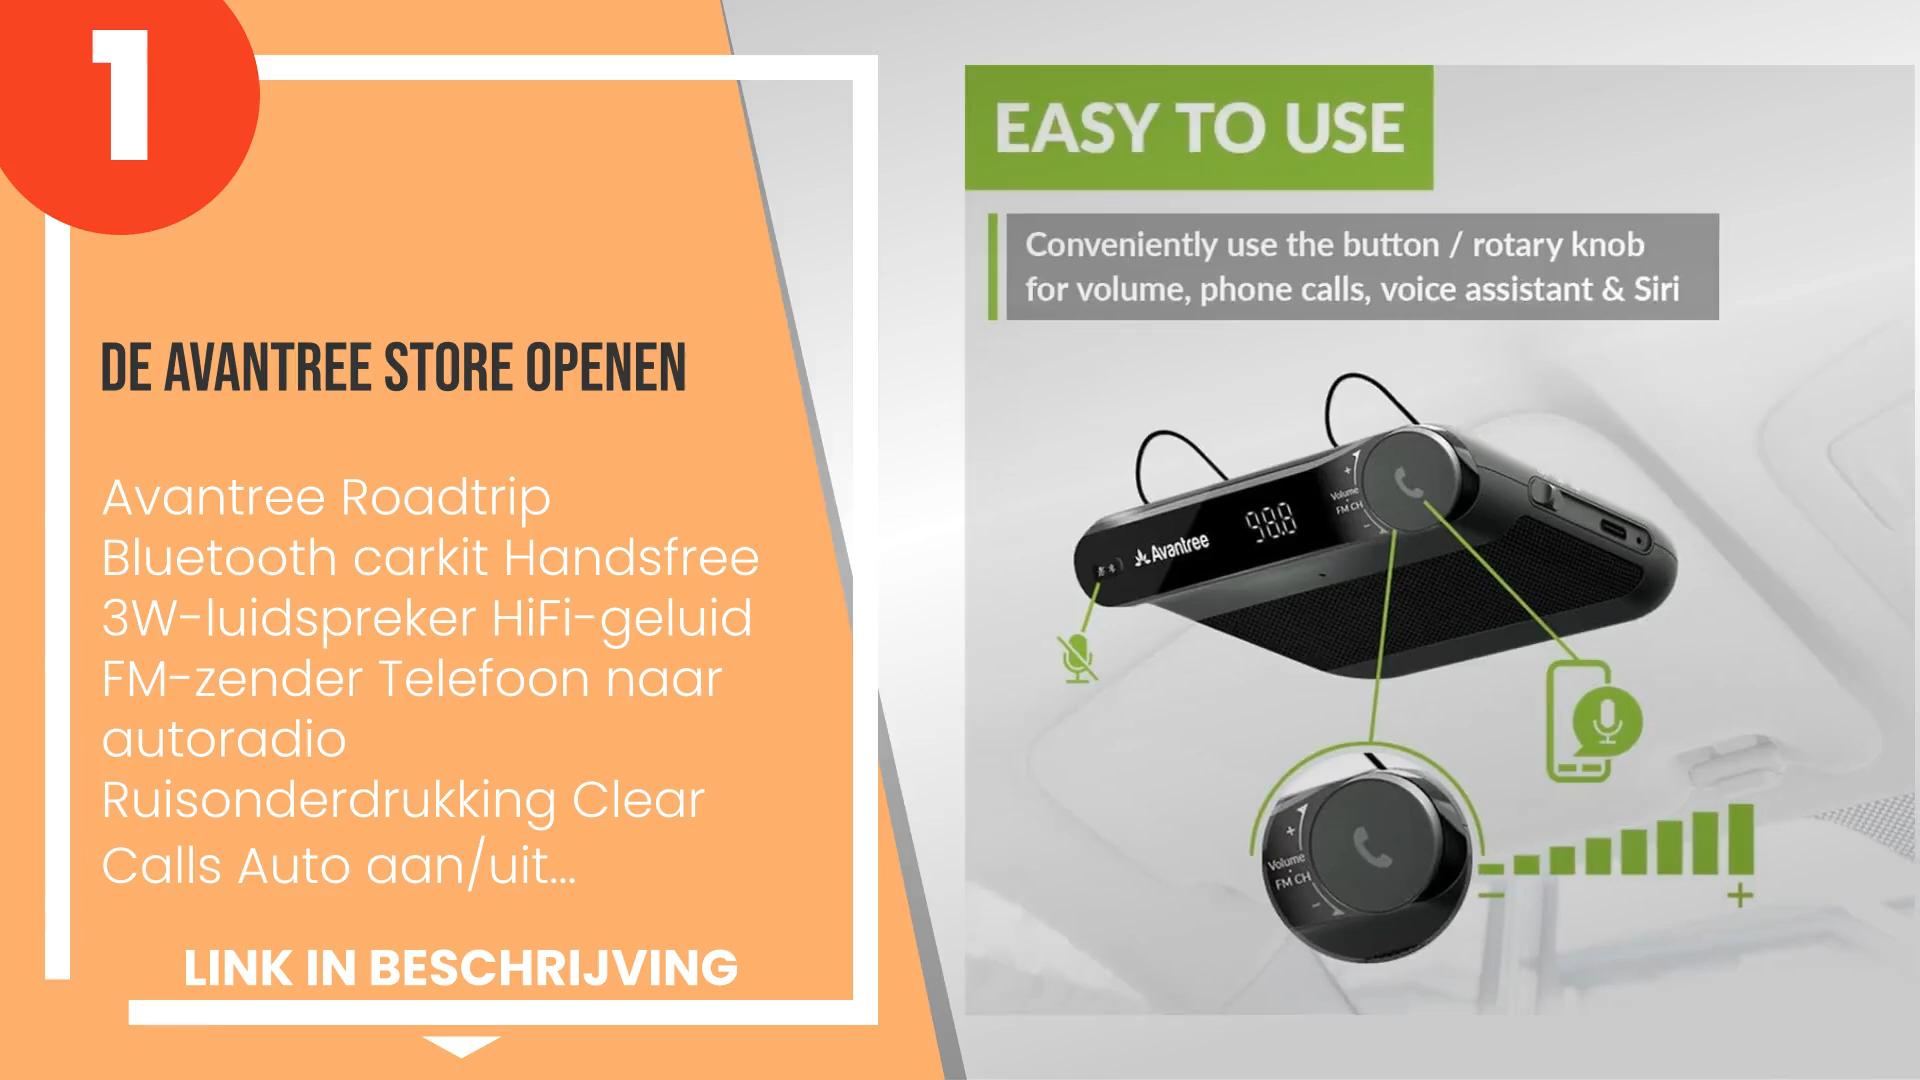 1
DE AVANTREE STORE OPENEN
Avantree Roadtrip
Bluetooth carkit Handsfree
3W-luidspreker HiFi-geluid
FM-zender Telefoon naar
autoradio
Ruisonderdrukking Clear
Calls Auto aan/uit...
LINK IN BESCHRIJVING
EASY TO USE
Conveniently use the button / rotary knob
for volume, phone calls, voice assistant & Siri
Avantree
98.8
+
Volume
FM CH
-
+
Volume
FM CH
-
- +